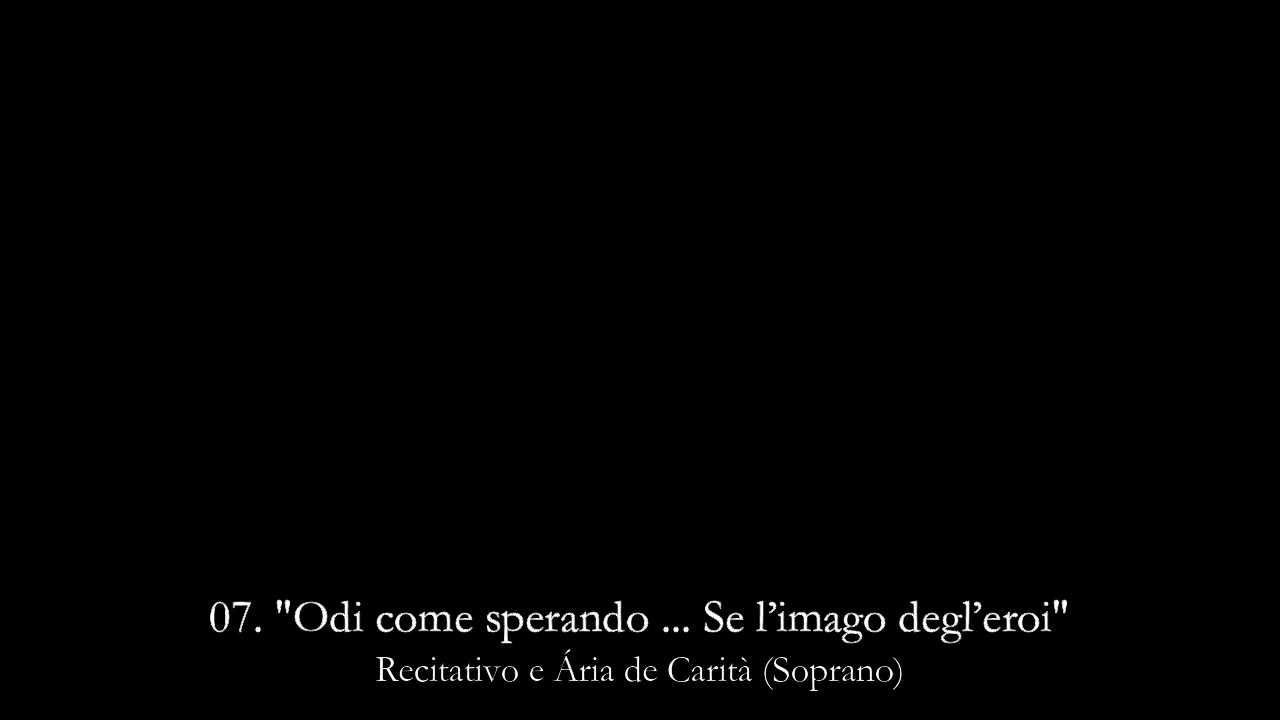 07. "Odi come sperando ... Se l’imago degl’eroi"
Recitativo e Ária de Carità (Soprano)